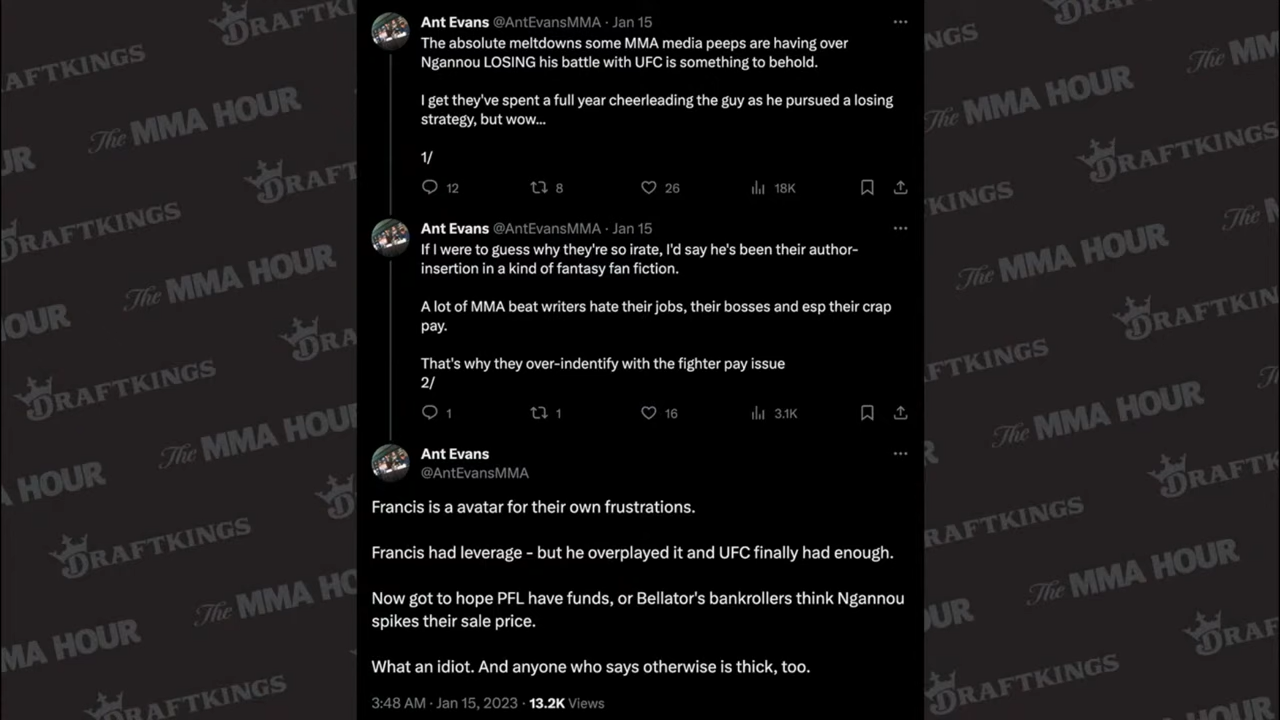 Ant Evans @AntEvansMMA · Jan 15
The absolute meltdowns some MMA media peeps are having over
Ngannou LOSING his battle with UFC is something to behold.
I get they've spent a full year cheerleading the guy as he pursued a losing
strategy, but wow...
1/
12 8 26 18K
Ant Evans @AntEvansMMA · Jan 15
If I were to guess why they're so irate, I'd say he's been their author-
insertion in a kind of fantasy fan fiction.
A lot of MMA beat writers hate their jobs, their bosses and esp their crap
pay.
That's why they over-indentify with the fighter pay issue
2/
1 1 16 3.1K
Ant Evans
@AntEvansMMA
Francis is a avatar for their own frustrations.
Francis had leverage - but he overplayed it and UFC finally had enough.
Now got to hope PFL have funds, or Bellator's bankrollers think Ngannou
spikes their sale price.
What an idiot. And anyone who says otherwise is thick, too.
3:48 AM · Jan 15, 2023 · 13.2K Views
DRAFTKINGS
The MMA HOUR